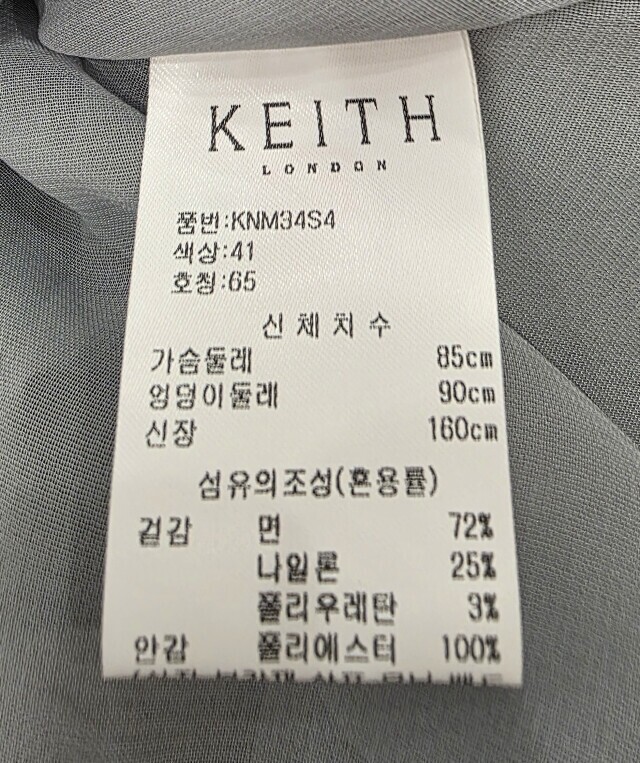 KEITH
LONDON
품번:KNM34S4
색상:41
호칭:65
신체치수
가슴둘레 85cm
엉덩이둘레 90cm
신장 160cm
섬유의조성(혼용률)
겉감 면 72%
나일론 25%
폴리우레탄 3%
안감 폴리에스터 100%